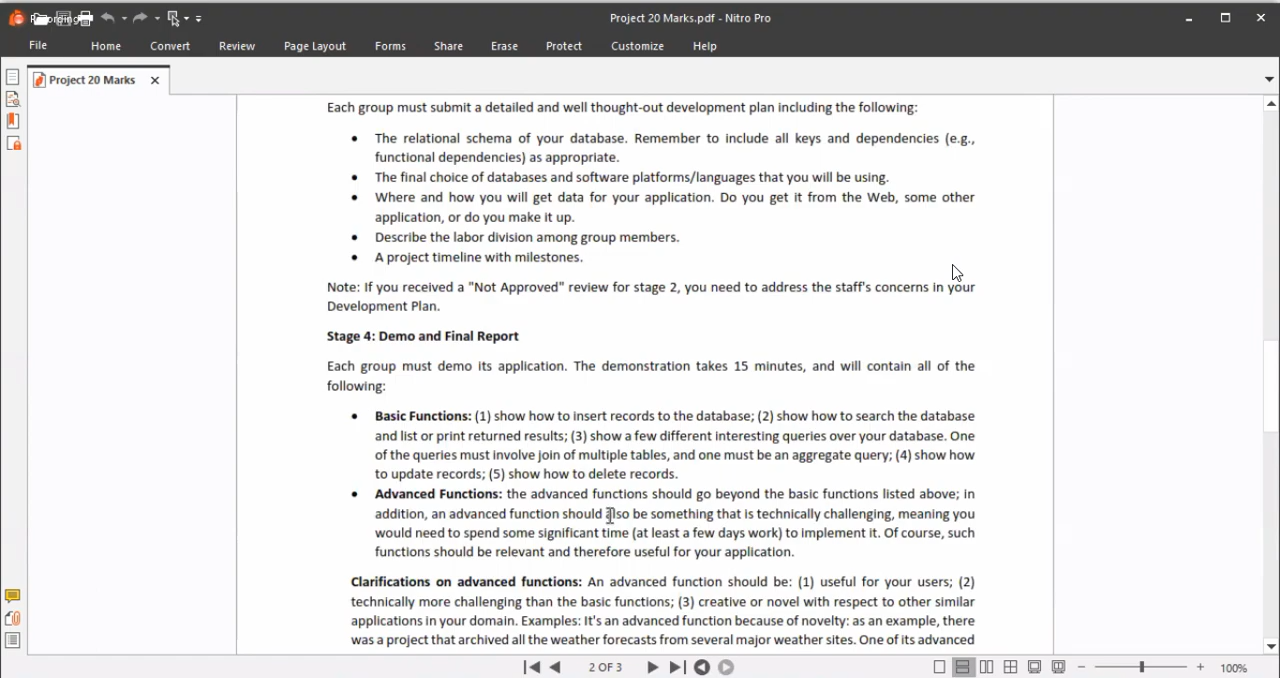 Recording...
Project 20 Marks.pdf - Nitro Pro
File Home Convert Review Page Layout Forms Share Erase Protect Customize Help
Project 20 Marks
Each group must submit a detailed and well thought-out development plan including the following:
• The relational schema of your database. Remember to include all keys and dependencies (e.g.,
functional dependencies) as appropriate.
• The final choice of databases and software platforms/languages that you will be using.
• Where and how you will get data for your application. Do you get it from the Web, some other
application, or do you make it up.
• Describe the labor division among group members.
• A project timeline with milestones.
Note: If you received a "Not Approved" review for stage 2, you need to address the staff's concerns in your
Development Plan.
Stage 4: Demo and Final Report
Each group must demo its application. The demonstration takes 15 minutes, and will contain all of the
following:
• Basic Functions: (1) show how to insert records to the database; (2) show how to search the database
and list or print returned results; (3) show a few different interesting queries over your database. One
of the queries must involve join of multiple tables, and one must be an aggregate query; (4) show how
to update records; (5) show how to delete records.
• Advanced Functions: the advanced functions should go beyond the basic functions listed above; in
addition, an advanced function should also be something that is technically challenging, meaning you
would need to spend some significant time (at least a few days work) to implement it. Of course, such
functions should be relevant and therefore useful for your application.
Clarifications on advanced functions: An advanced function should be: (1) useful for your users; (2)
technically more challenging than the basic functions; (3) creative or novel with respect to other similar
applications in your domain. Examples: It's an advanced function because of novelty: as an example, there
was a project that archived all the weather forecasts from several major weather sites. One of its advanced
2 OF 3
100%